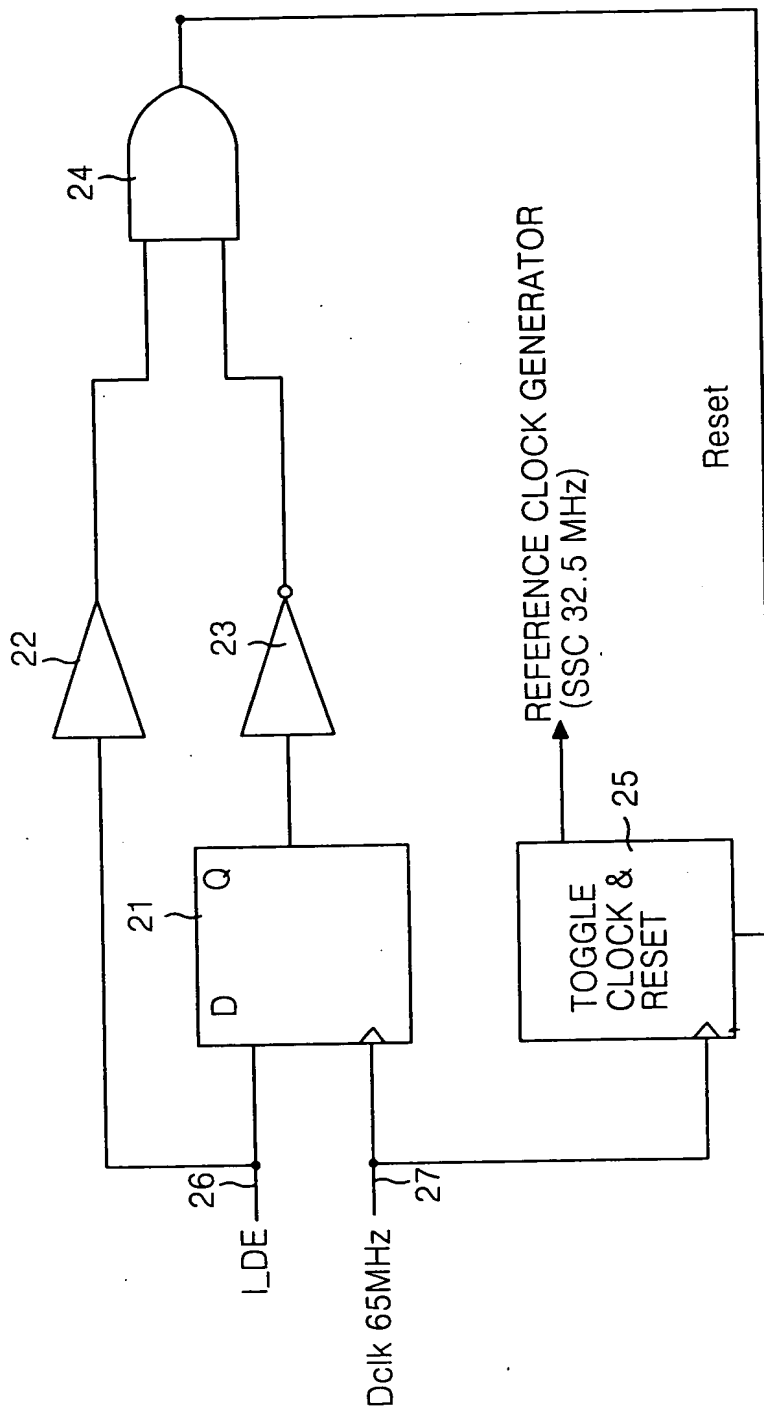 22
24
21
D
Q
23
26
I_DE
27
Dclk 65MHz
TOGGLE
CLOCK &
RESET
25
REFERENCE CLOCK GENERATOR
(SSC 32.5 MHz)
Reset